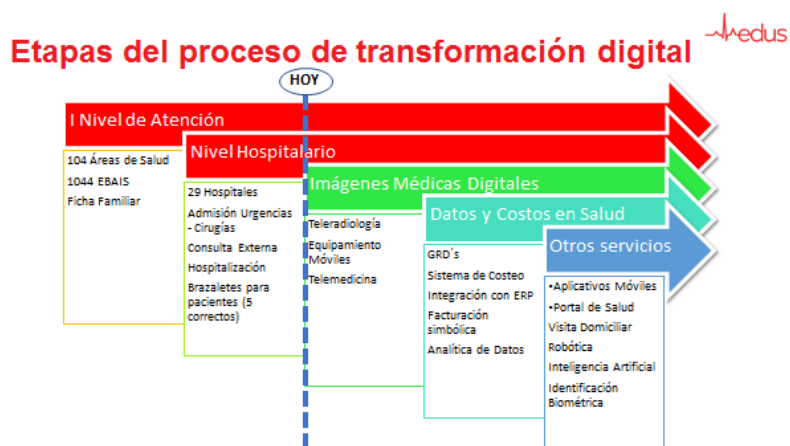 Etapas del proceso de transformación digital
edus
HOY
I Nivel de Atención
104 Áreas de Salud
1044 EBAIS
Ficha Familiar
Nivel Hospitalario
29 Hospitales
Admisión Urgencias
- Cirugías
Consulta Externa
Hospitalización
Brazaletes para
pacientes (5
correctos)
Imágenes Médicas Digitales
Teleradiología
Equipamiento
Móviles
Telemedicina
Datos y Costos en Salud
GRD´s
Sistema de Costeo
Integración con ERP
Facturación
simbólica
Analítica de Datos
Otros servicios
•Aplicativos Móviles
•Portal de Salud
Visita Domiciliar
Robótica
Inteligencia Artificial
Identificación
Biométrica